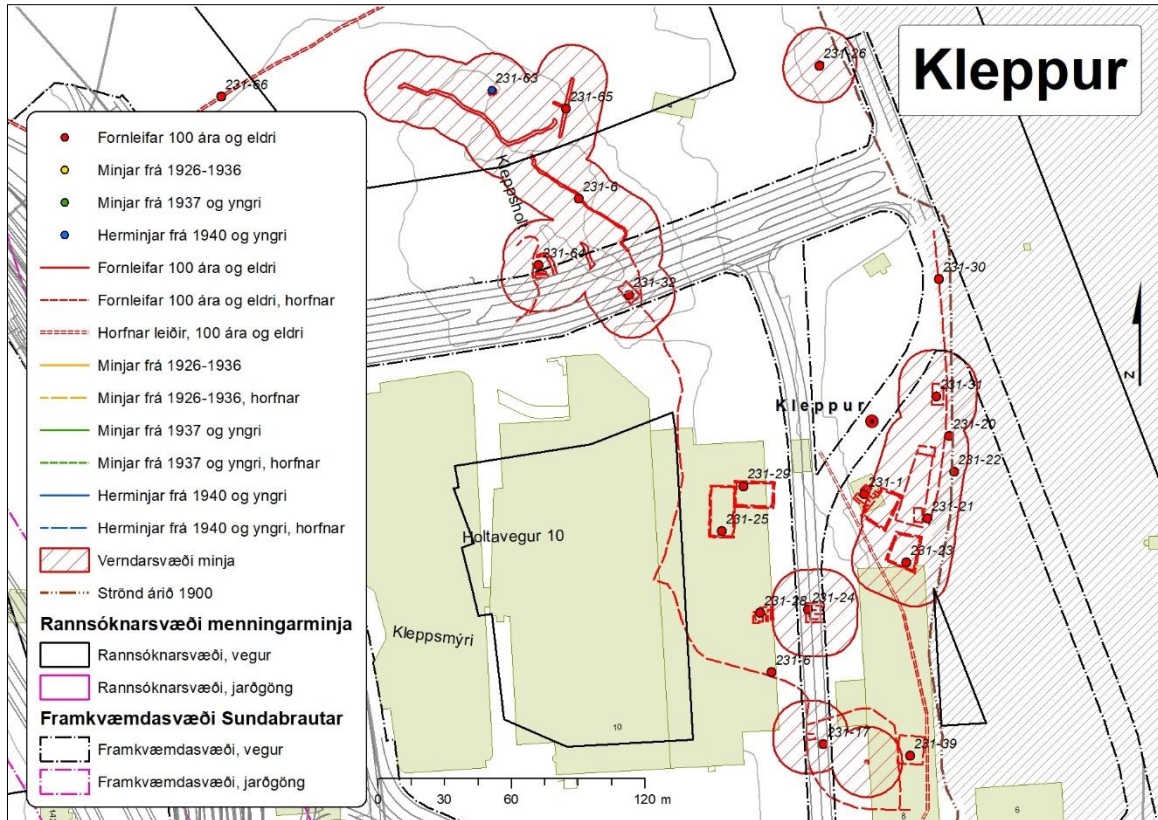 Kleppur
231-26
231-63
231-65
231-66
Fornleifar 100 ára og eldri
Minjar frá 1926-1936
Minjar frá 1937 og yngri
Herminjar frá 1940 og yngri
Fornleifar 100 ára og eldri
Fornleifar 100 ára og eldri, horfnar
Horfnar leiðir, 100 ára og eldri
Minjar frá 1926-1936
Minjar frá 1926-1936, horfnar
Minjar frá 1937 og yngri
Minjar frá 1937 og yngri, horfnar
Herminjar frá 1940 og yngri
Herminjar frá 1940 og yngri, horfnar
Verndarsvæði minja
Strönd árið 1900
Rannsóknarsvæði menningarminja
Rannsóknarsvæði, vegur
Rannsóknarsvæði, jarðgöng
Framkvæmdasvæði Sundabrautar
Framkvæmdasvæði, vegur
Framkvæmdasvæði, jarðgöng
Kleppsholt
231-6
231-64
231-32
231-30
N
231-31
Kleppur
231-20
231-22
231-29
231-1
231-21
231-25
Holtavegur 10
231-23
231-28
231-24
Kleppsmýri
231-6
10
231-17
231-39
0 30 60 120 m
8
6